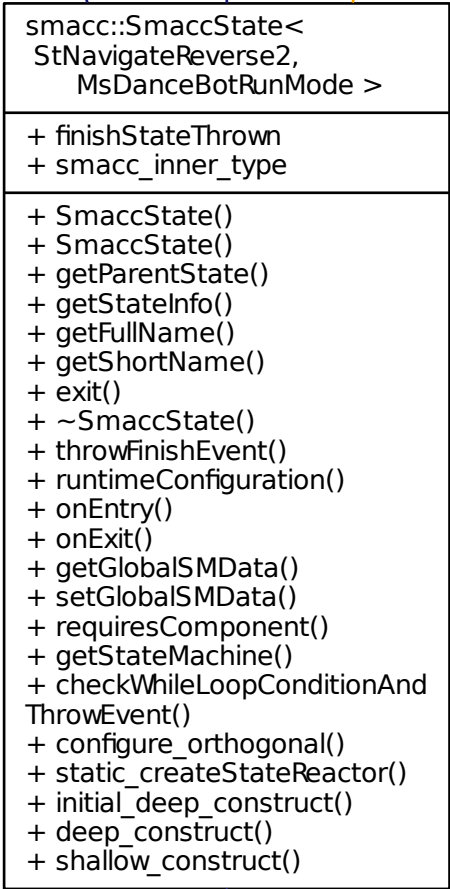 smacc::SmaccState<
StNavigateReverse2,
MsDanceBotRunMode >
+ finishStateThrown
+ smacc_inner_type
+ SmaccState()
+ SmaccState()
+ getParentState()
+ getStateInfo()
+ getFullName()
+ getShortName()
+ exit()
+ ~SmaccState()
+ throwFinishEvent()
+ runtimeConfiguration()
+ onEntry()
+ onExit()
+ getGlobalSMData()
+ setGlobalSMData()
+ requiresComponent()
+ getStateMachine()
+ checkWhileLoopConditionAnd
ThrowEvent()
+ configure_orthogonal()
+ static_createStateReactor()
+ initial_deep_construct()
+ deep_construct()
+ shallow_construct()